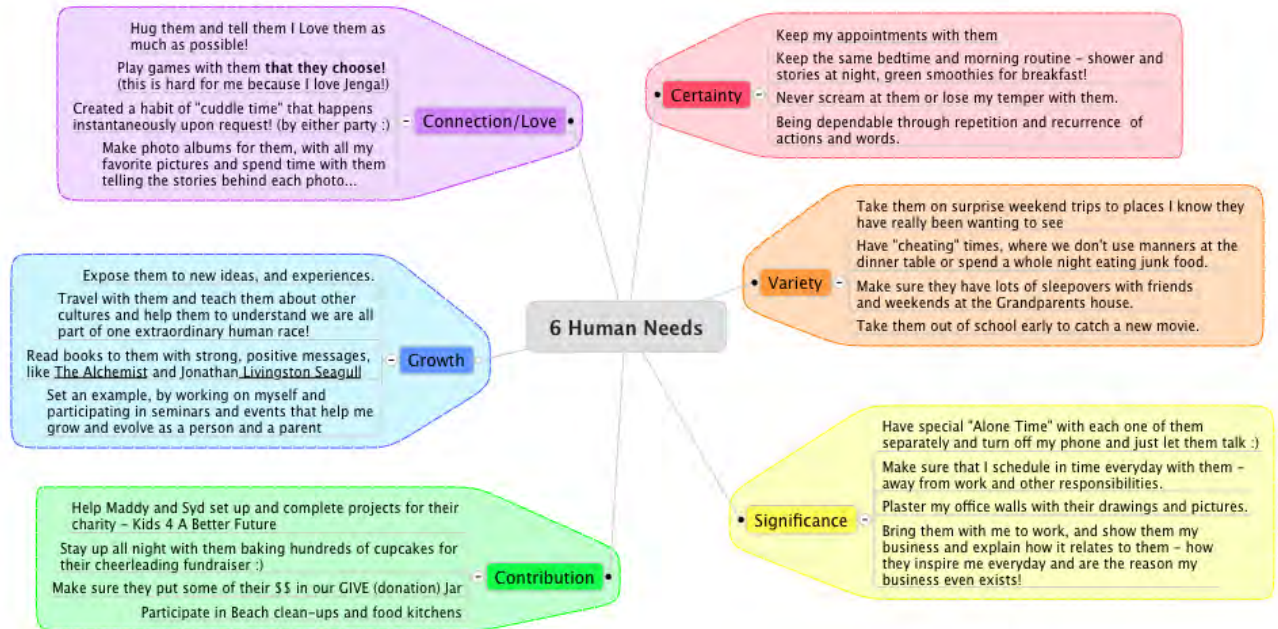 6 Human Needs
Connection/Love
Hug them and tell them I Love them as
much as possible!
Play games with them that they choose!
(this is hard for me because I love Jenga!)
Created a habit of "cuddle time" that happens
instantaneously upon request! (by either party :)
Make photo albums for them, with all my
favorite pictures and spend time with them
telling the stories behind each photo...
Growth
Expose them to new ideas, and experiences.
Travel with them and teach them about other
cultures and help them to understand we are all
part of one extraordinary human race!
Read books to them with strong, positive messages,
like The Alchemist and Jonathan Livingston Seagull
Set an example, by working on myself and
participating in seminars and events that help me
grow and evolve as a person and a parent
Contribution
Help Maddy and Syd set up and complete projects for their
charity – Kids 4 A Better Future
Stay up all night with them baking hundreds of cupcakes for
their cheerleading fundraiser :)
Make sure they put some of their $$ in our GIVE (donation) Jar
Participate in Beach clean-ups and food kitchens
Certainty
Keep my appointments with them
Keep the same bedtime and morning routine – shower and
stories at night, green smoothies for breakfast!
Never scream at them or lose my temper with them.
Being dependable through repetition and recurrence of
actions and words.
Variety
Take them on surprise weekend trips to places I know they
have really been wanting to see
Have "cheating" times, where we don't use manners at the
dinner table or spend a whole night eating junk food.
Make sure they have lots of sleepovers with friends
and weekends at the Grandparents house.
Take them out of school early to catch a new movie.
Significance
Have special "Alone Time" with each one of them
separately and turn off my phone and just let them talk :)
Make sure that I schedule in time everyday with them –
away from work and other responsibilities.
Plaster my office walls with their drawings and pictures.
Bring them with me to work, and show them my
business and explain how it relates to them – how
they inspire me everyday and are the reason my
business even exists!